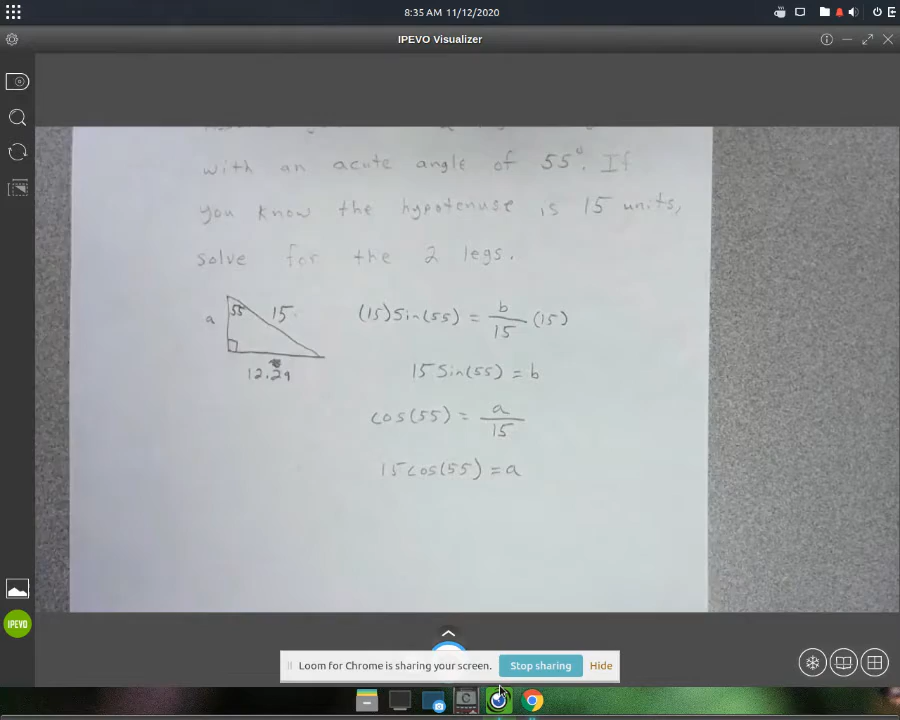 8:35 AM 11/12/2020
IPEVO Visualizer
with an acute angle of 55°. If
you know the hypotenuse is 15 units,
solve for the 2 legs.
a 55 15
12.29
(15)Sin(55) = b/15 (15)
15 Sin(55) = b
cos(55) = a/15
15cos(55) = a
IPEVO
Loom for Chrome is sharing your screen. Stop sharing Hide
C